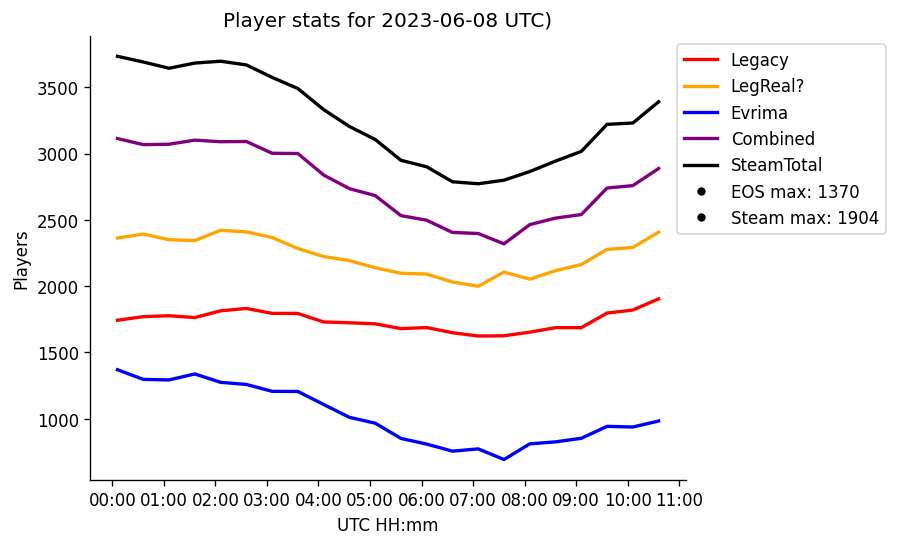 Player stats for 2023-06-08 UTC)
Legacy
LegReal?
Evrima
Combined
SteamTotal
EOS max: 1370
Steam max: 1904
Players
3500
3000
2500
2000
1500
1000
00:00 01:00 02:00 03:00 04:00 05:00 06:00 07:00 08:00 09:00 10:00 11:00
UTC HH:mm